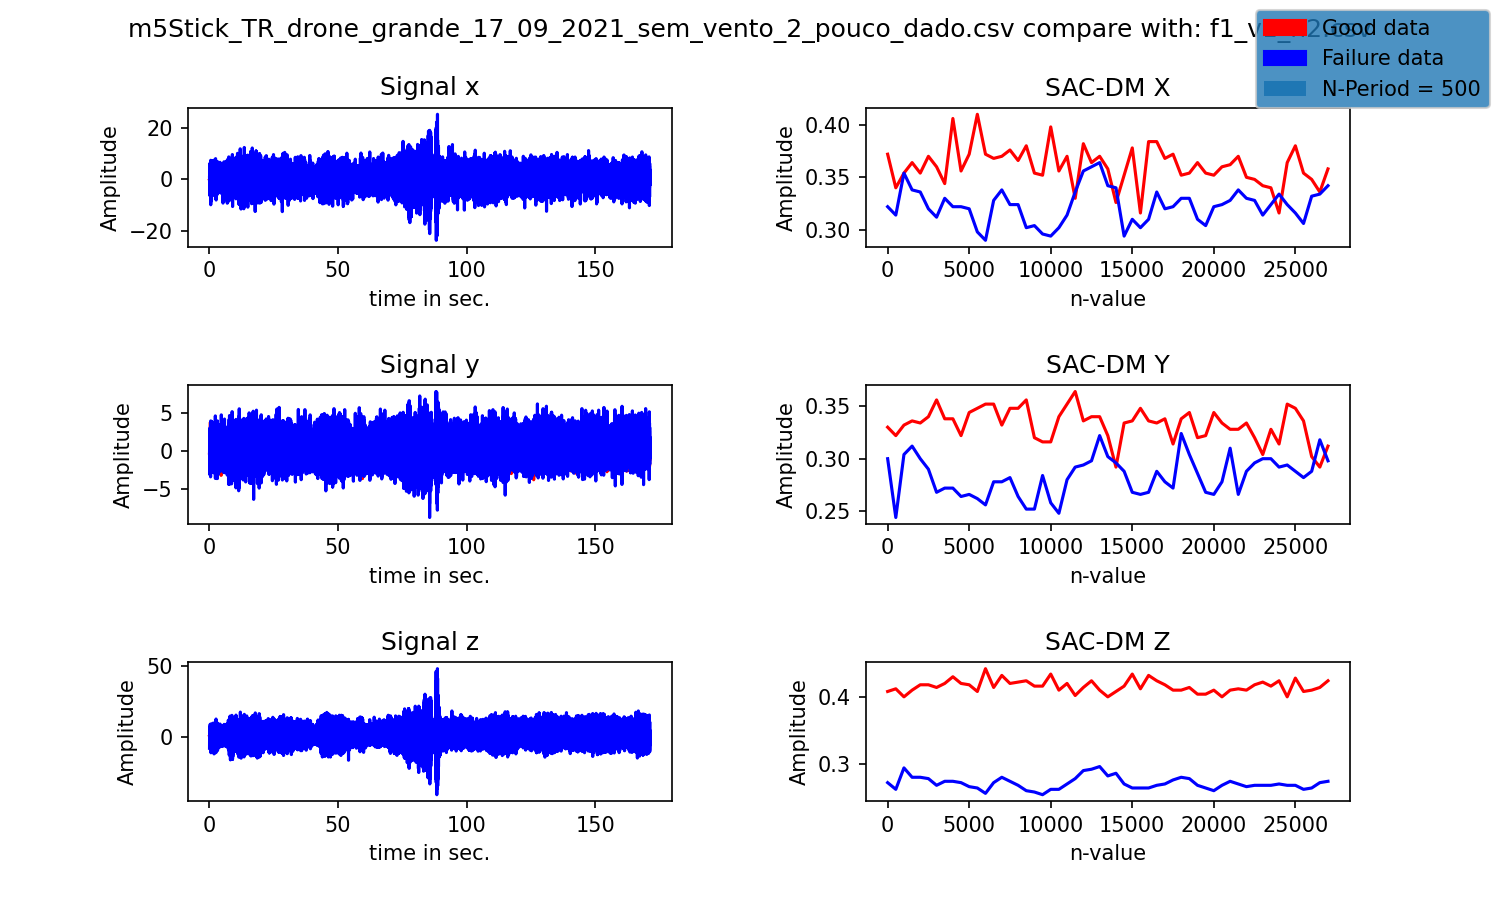 m5Stick_TR_drone_grande_17_09_2021_sem_vento_2_pouco_dado.csv compare with:
Good data
Failure data
N-Period = 500
Signal x
20
0
−20
Amplitude
0 50 100 150
time in sec.
SAC-DM X
0.40
0.35
0.30
Amplitude
0 5000 10000 15000 20000 25000
n-value
Signal y
5
0
−5
Amplitude
0 50 100 150
time in sec.
SAC-DM Y
0.35
0.30
0.25
Amplitude
0 5000 10000 15000 20000 25000
n-value
Signal z
50
0
Amplitude
0 50 100 150
time in sec.
SAC-DM Z
0.4
0.3
Amplitude
0 5000 10000 15000 20000 25000
n-value